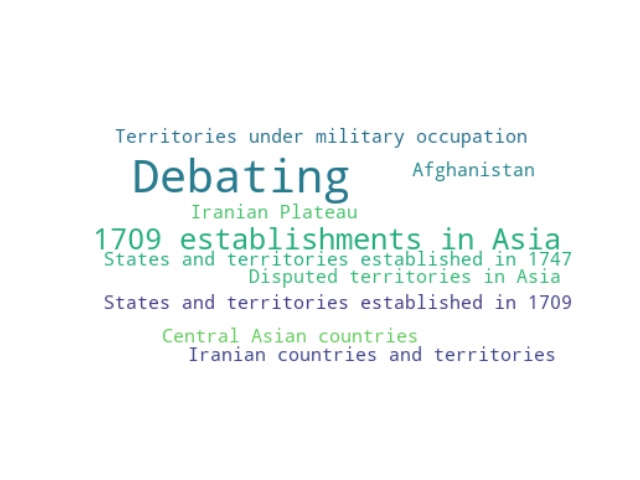 Territories under military occupation
Debating
Afghanistan
Iranian Plateau
1709 establishments in Asia
States and territories established in 1747
Disputed territories in Asia
States and territories established in 1709
Central Asian countries
Iranian countries and territories